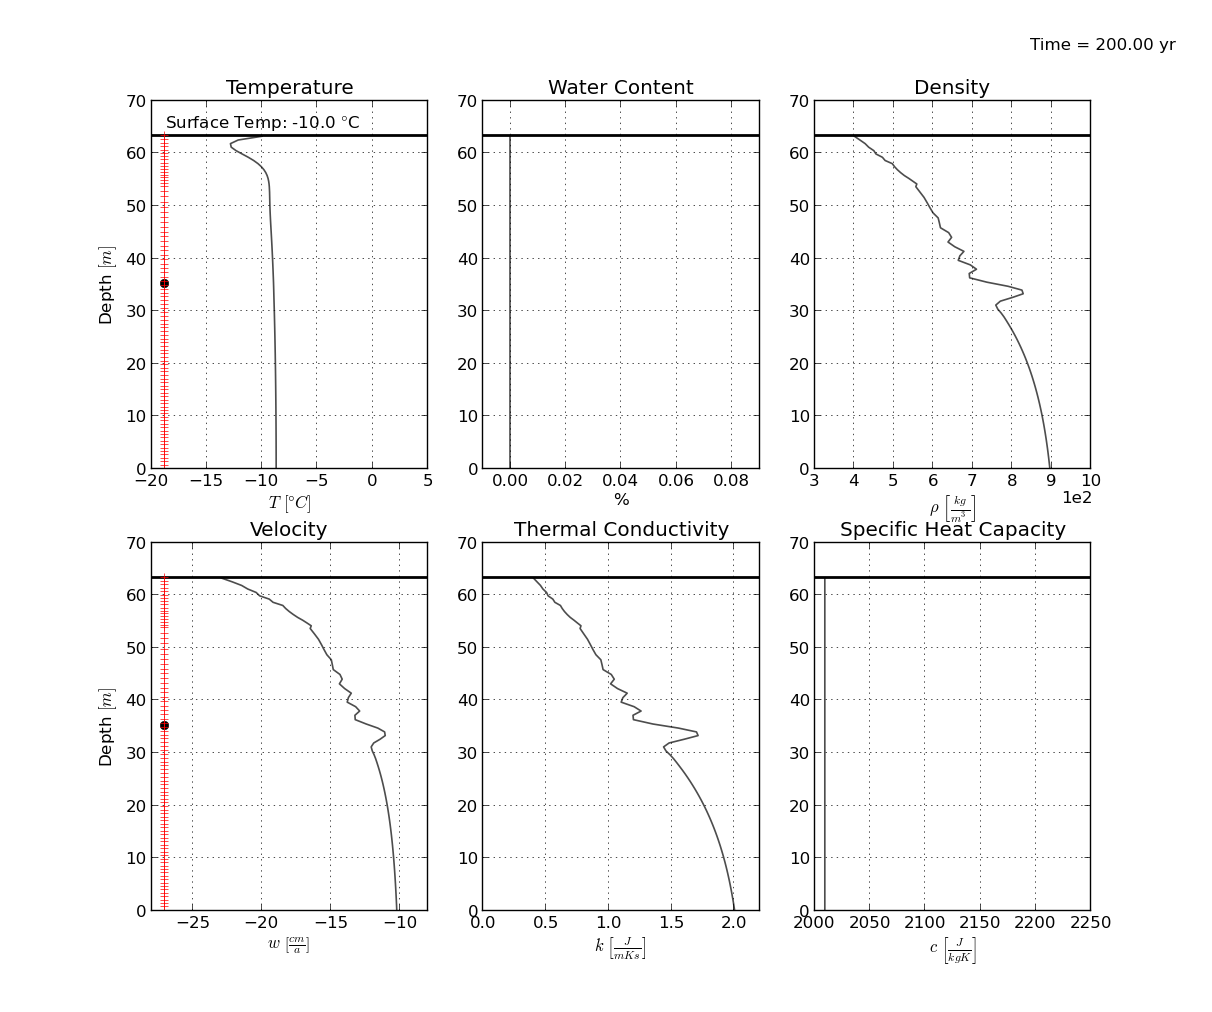 Time = 200.00 yr
Temperature
Water Content
Density
Surface Temp: -10.0 °C
70
60
50
40
30
20
10
0
Depth [m]
−20 −15 −10 −5 0 5
T [°C]
70
60
50
40
30
20
10
0
0.00 0.02 0.04 0.06 0.08
%
70
60
50
40
30
20
10
0
3 4 5 6 7 8 9 10
1e2
ρ [kg/m³]
Velocity
Thermal Conductivity
Specific Heat Capacity
70
60
50
40
30
20
10
0
Depth [m]
−25 −20 −15 −10
w [cm/a]
70
60
50
40
30
20
10
0
0.0 0.5 1.0 1.5 2.0
k [J/mKs]
70
60
50
40
30
20
10
0
2000 2050 2100 2150 2200 2250
c [J/kgK]